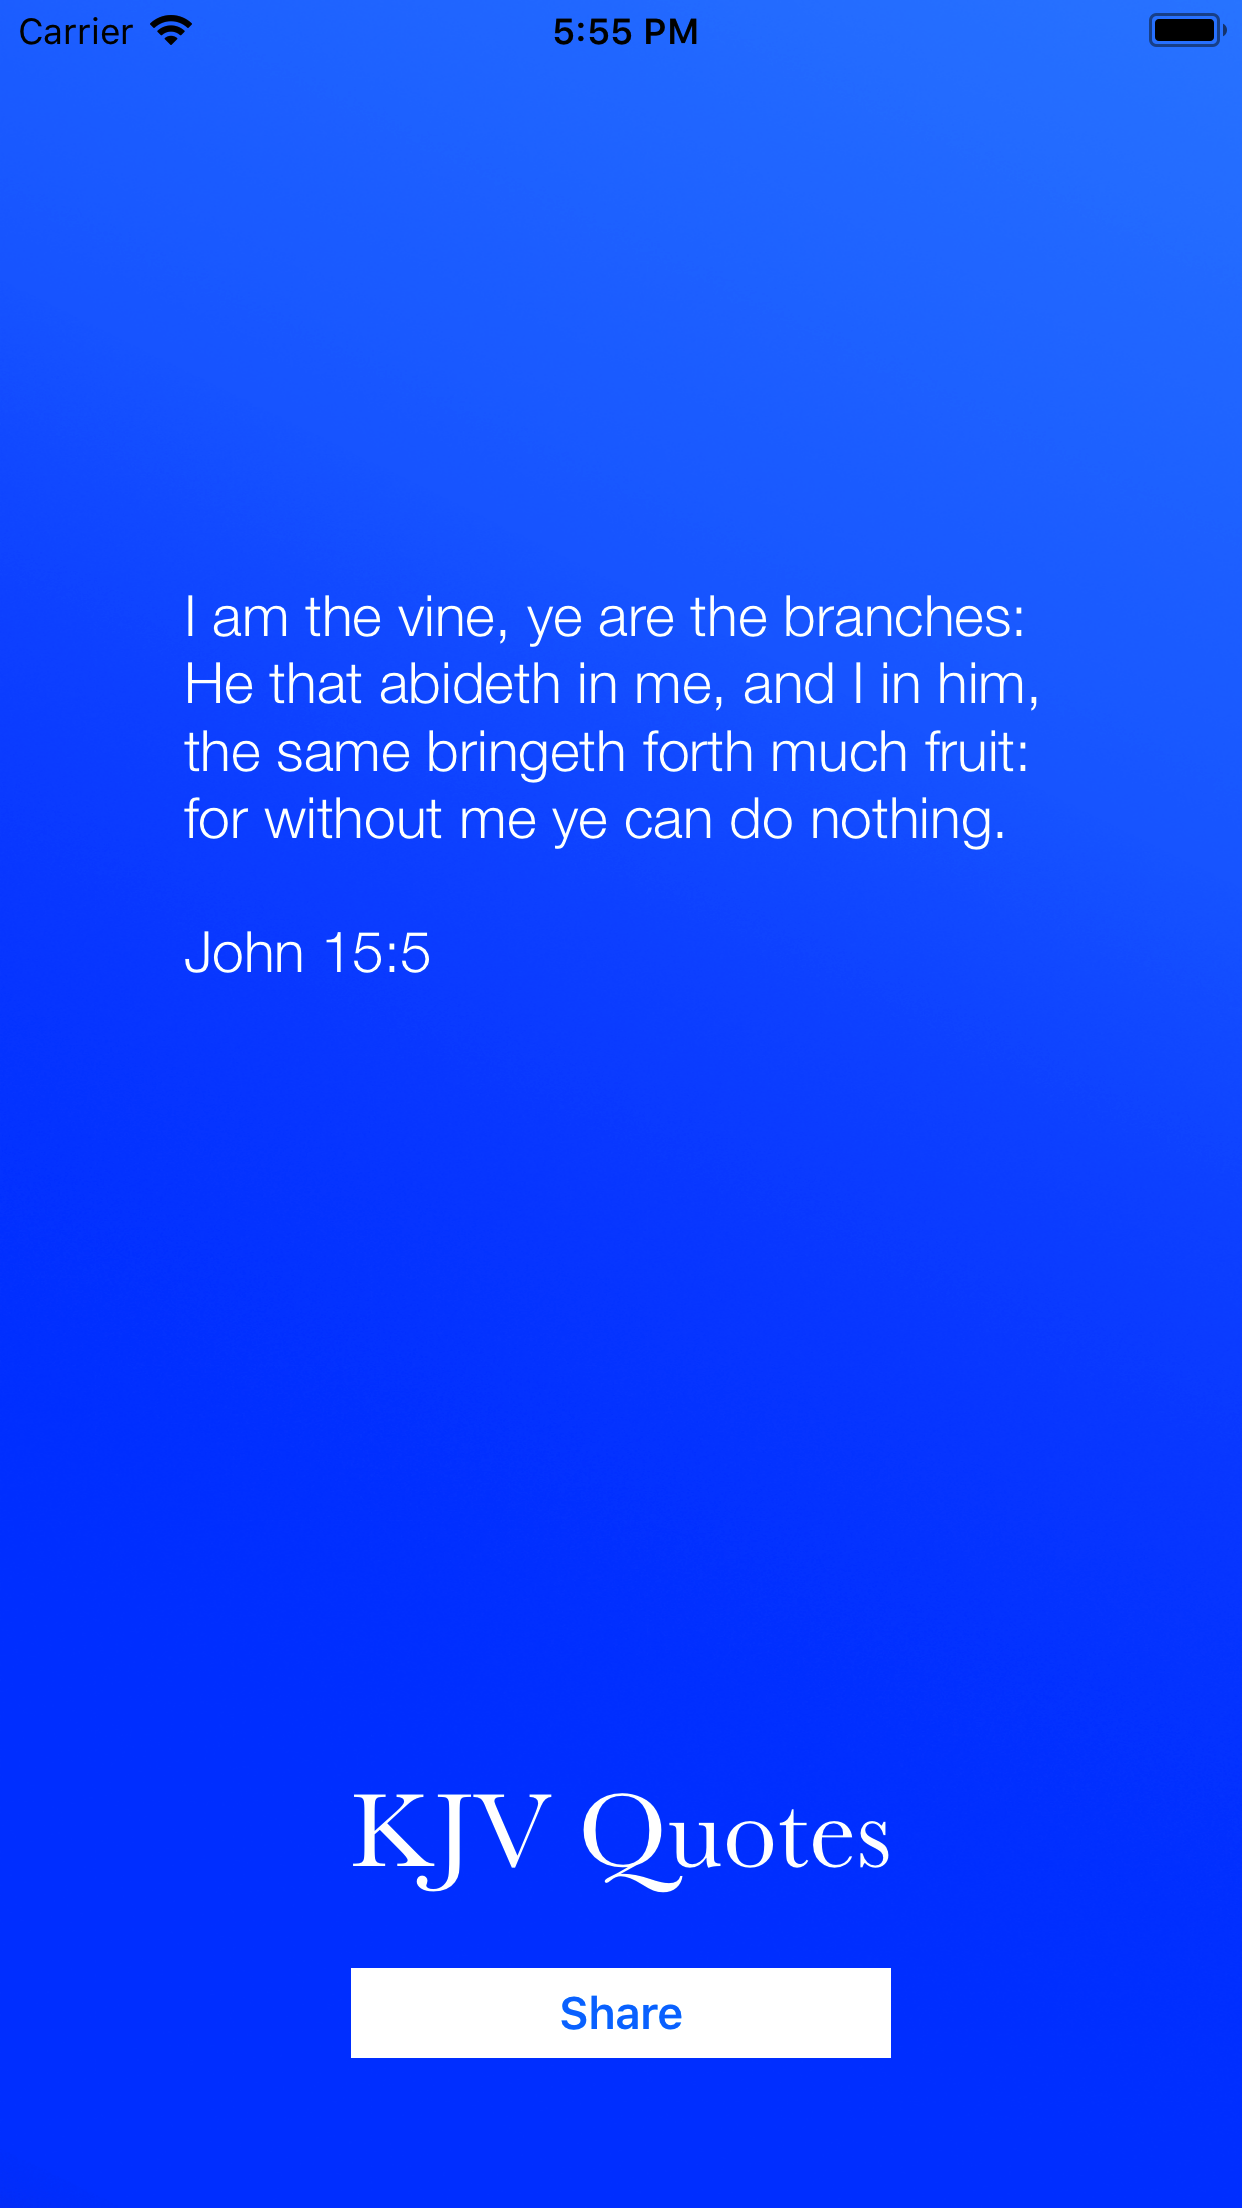 Carrier
5:55 PM
I am the vine, ye are the branches:
He that abideth in me, and I in him,
the same bringeth forth much fruit:
for without me ye can do nothing.
John 15:5
KJV Quotes
Share